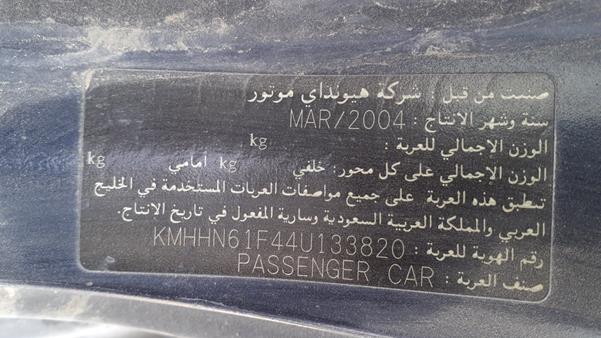 صنعت من قبل : شركة هيونداي موتور
سنة وشهر الانتاج : MAR/2004
الوزن الإجمالي للعربة : kg
الوزن الإجمالي على كل محور: خلفي kg أمامي kg
تطبق هذه العربة على جميع مواصفات العربات المستخدمة في الخليج
العربي والمملكة العربية السعودية وسارية المفعول في تاريخ الانتاج.
رقم الهوية للعربة : KMHHN61F44U133820
صنف العربة : PASSENGER CAR